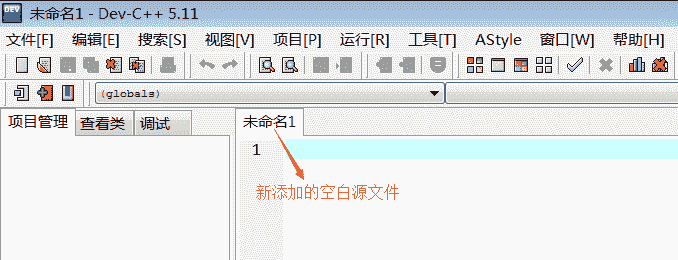 DEV
未命名1 - Dev-C++ 5.11
文件[F] 编辑[E] 搜索[S] 视图[V] 项目[P] 运行[R] 工具[T] AStyle 窗口[W] 帮助[H]
(globals)
项目管理 查看类 调试
未命名1
1
新添加的空白源文件